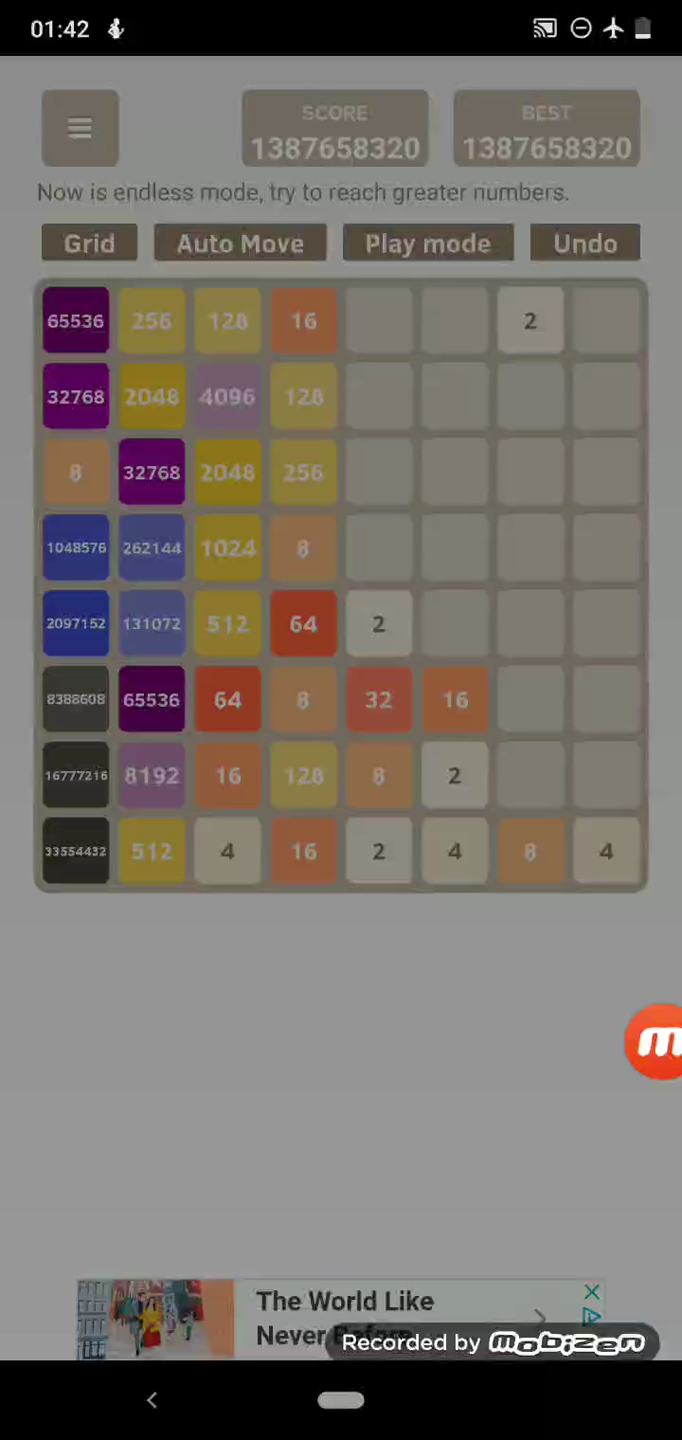 01:42
SCORE BEST
1387658320 1387658320
Now is endless mode, try to reach greater numbers.
Grid Auto Move Play mode Undo
65536 256 128 16 2
32768 2048 4096 128
8 32768 2048 256
1048576 262144 1024 8
2097152 131072 512 64 2
8388608 65536 64 8 32 16
16777216 8192 16 128 8 2
33554432 512 4 16 2 4 8 4
m
The World Like
Never Before
Recorded by mobizen